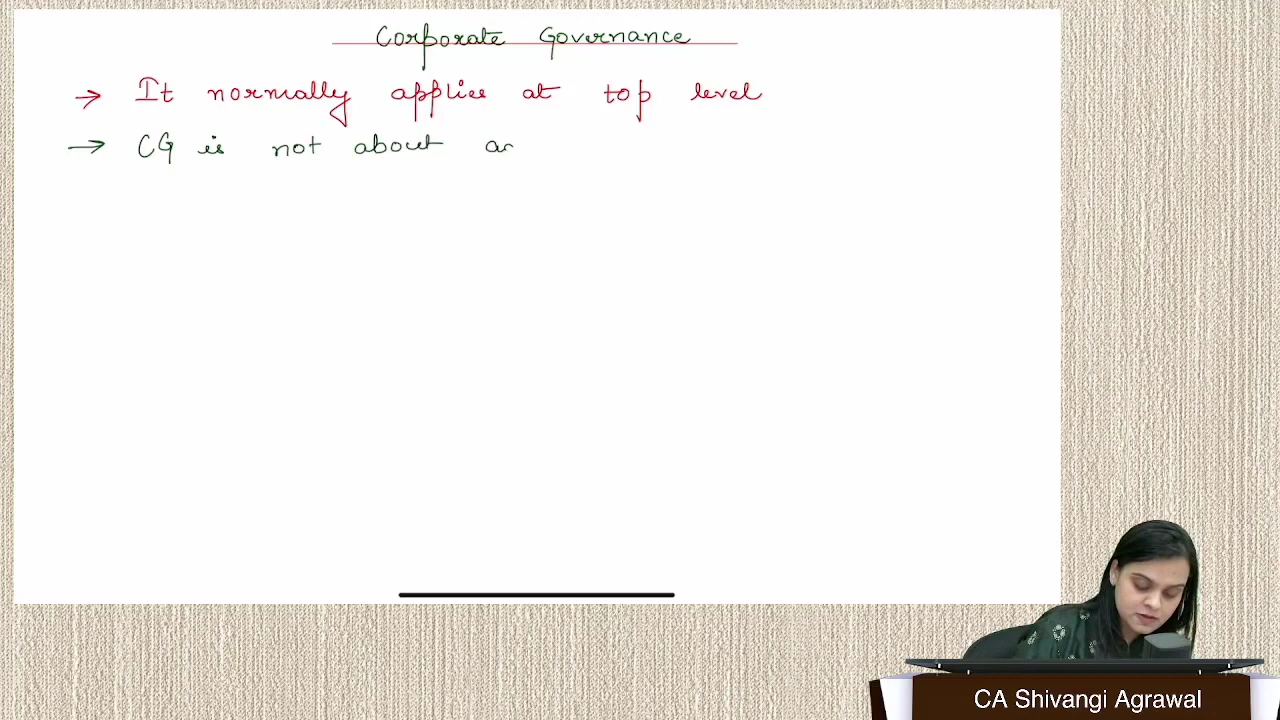 Corporate Governance
→ It normally applies at top level
→ CG is not about
CA Shivangi Agrawal